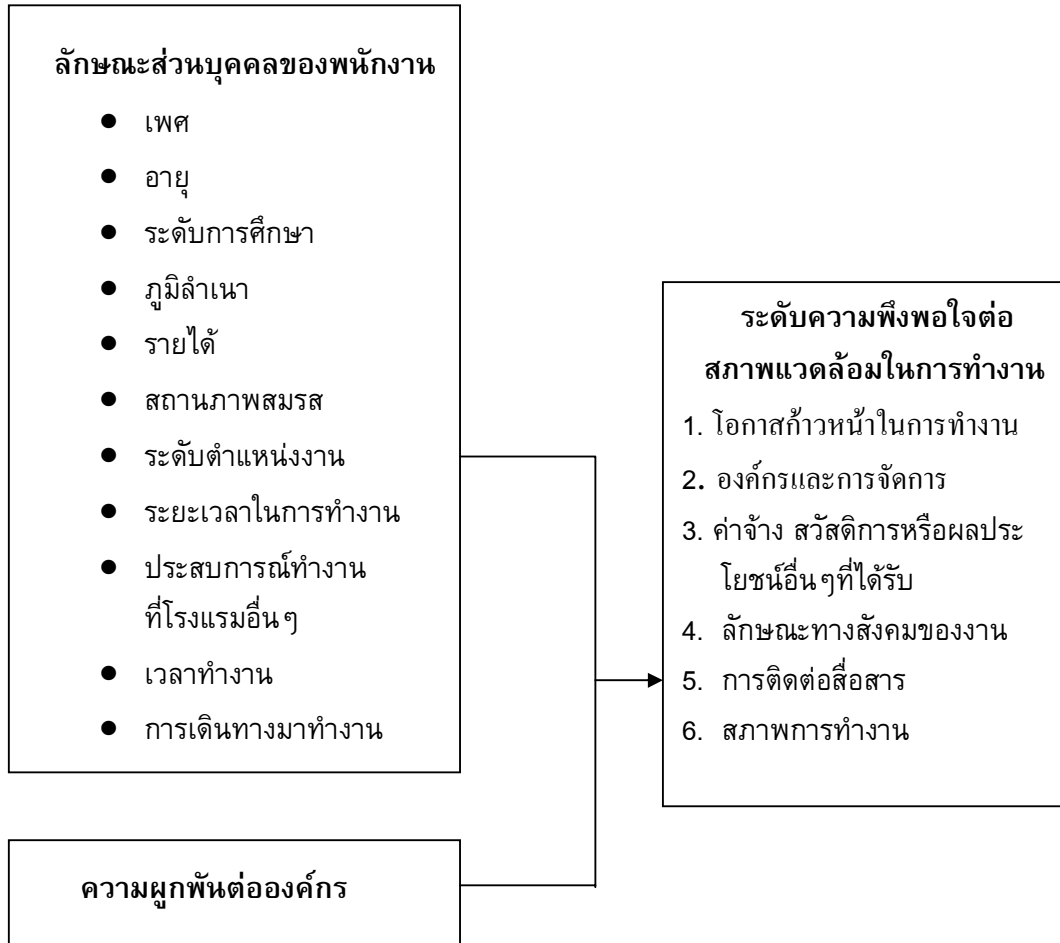 ลักษณะส่วนบุคคลของพนักงาน
● เพศ
● อายุ
● ระดับการศึกษา
● ภูมิลำเนา
● รายได้
● สถานภาพสมรส
● ระดับตำแหน่งงาน
● ระยะเวลาในการทำงาน
● ประสบการณ์ทำงาน
ที่โรงแรมอื่นๆ
● เวลาทำงาน
● การเดินทางมาทำงาน
ความผูกพันต่อองค์กร
ระดับความพึงพอใจต่อ
สภาพแวดล้อมในการทำงาน
1. โอกาสก้าวหน้าในการทำงาน
2. องค์กรและการจัดการ
3. ค่าจ้าง สวัสดิการหรือผลประ
โยชน์อื่นๆที่ได้รับ
4. ลักษณะทางสังคมของงาน
5. การติดต่อสื่อสาร
6. สภาพการทำงาน